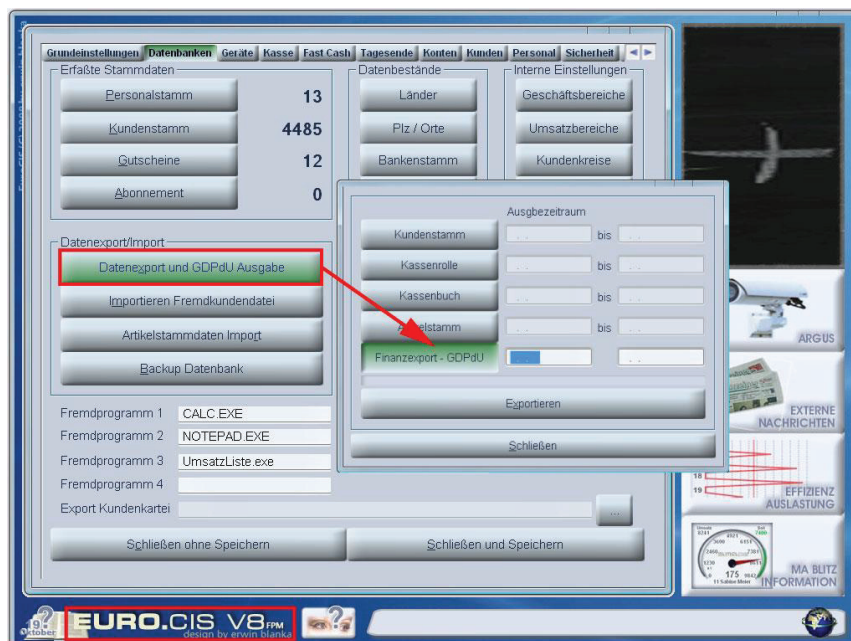 Grundeinstellungen Datenbanken Geräte Kasse Fast Cash Tagesende Konten Kunden Personal Sicherheit
Erfaßte Stammdaten
Personalstamm 13
Kundenstamm 4485
Gutscheine 12
Abonnement 0
Datenbestände
Länder
Plz / Orte
Bankenstamm
Interne Einstellungen
Geschäftsbereiche
Umsatzbereiche
Kundenkreise
Datenexport/Import
Datenexport und GDPdU Ausgabe
Importieren Fremdkundendatei
Artikelstammdaten Import
Backup Datenbank
Fremdprogramm 1 CALC.EXE
Fremdprogramm 2 NOTEPAD.EXE
Fremdprogramm 3 UmsatzListe.exe
Fremdprogramm 4
Export Kundenkartei ...
Schließen ohne Speichern
Schließen und Speichern
Ausgbezeitraum
Kundenstamm . . bis . .
Kassenrolle . . bis . .
Kassenbuch . . bis . .
Artikelstamm . . bis . .
Finanzexport - GDPdU . .
Exportieren
Schließen
ARGUS
EXTERNE
NACHRICHTEN
18
19
EFFIZIENZ
AUSLASTUNG
175
MA BLITZ
INFORMATION
19
Oktober
EURO.CIS V8 FPM
design by erwin blanka